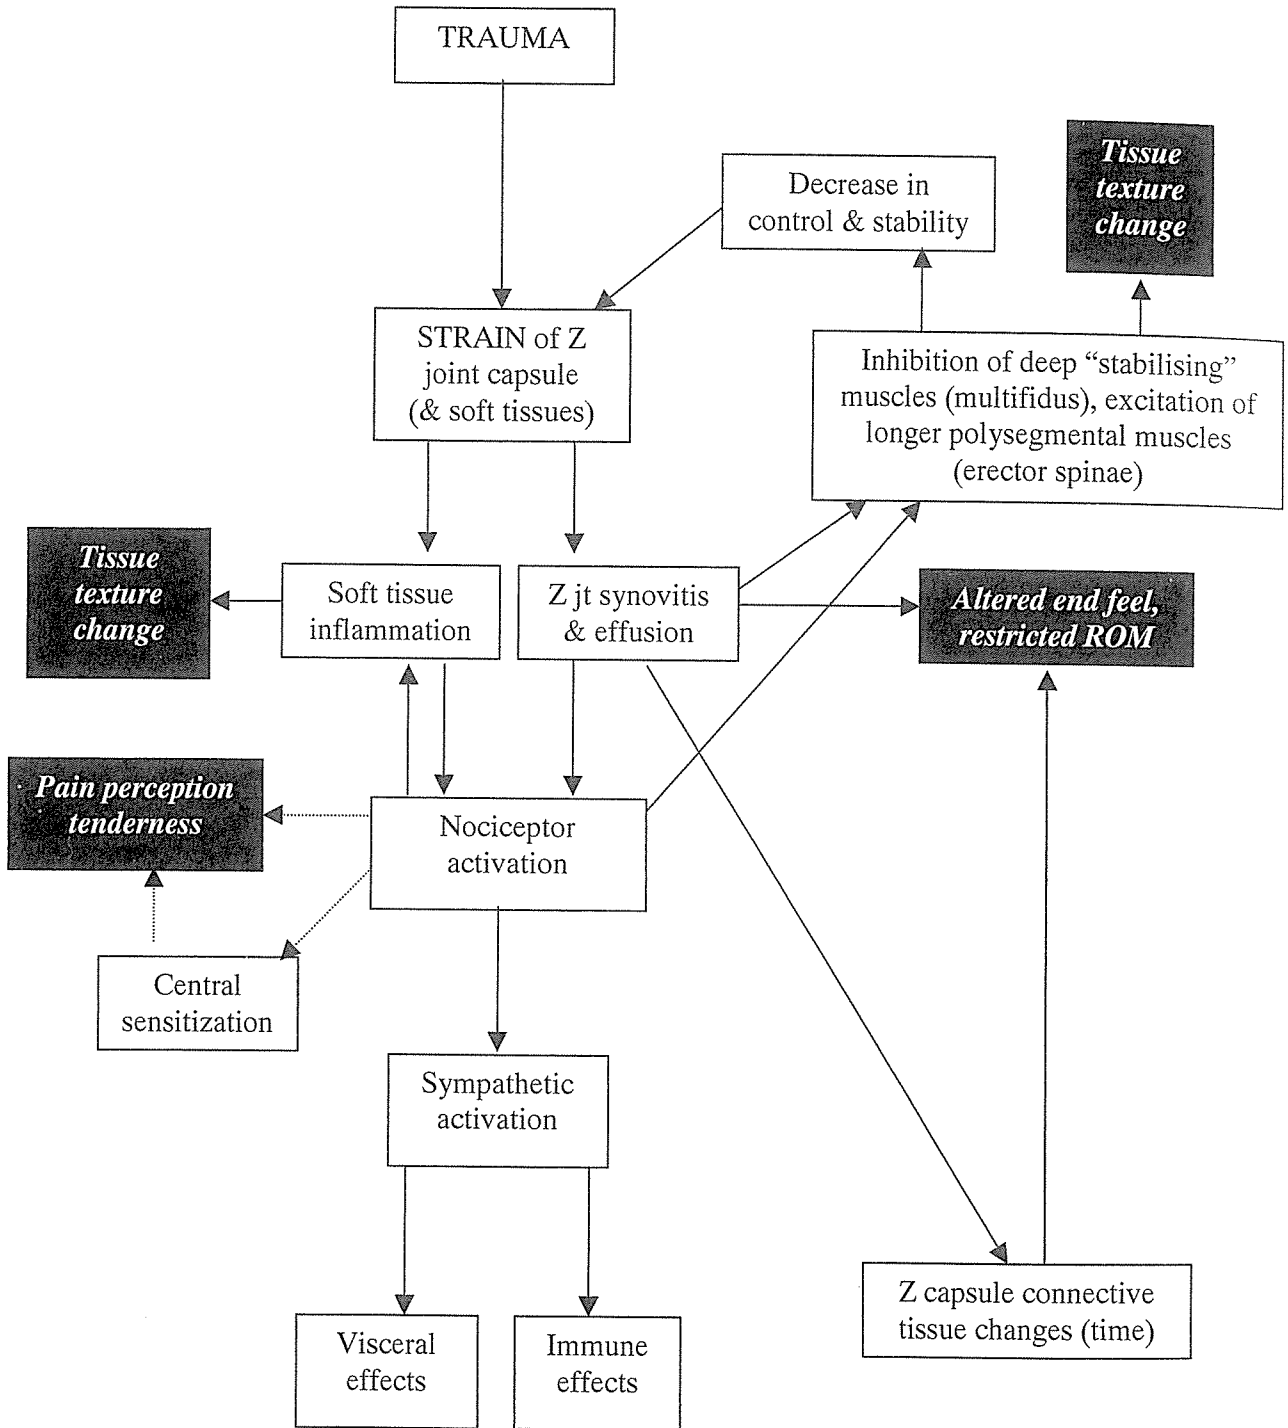 TRAUMA
Tissue
texture
change
Decrease in
control & stability
STRAIN of Z
joint capsule
(& soft tissues)
Inhibition of deep “stabilising”
muscles (multifidus), excitation of
longer polysegmental muscles
(erector spinae)
Tissue
texture
change
Soft tissue
inflammation
Z jt synovitis
& effusion
Altered end feel,
restricted ROM
Pain perception
tenderness
Nociceptor
activation
Central
sensitization
Sympathetic
activation
Visceral
effects
Immune
effects
Z capsule connective
tissue changes (time)